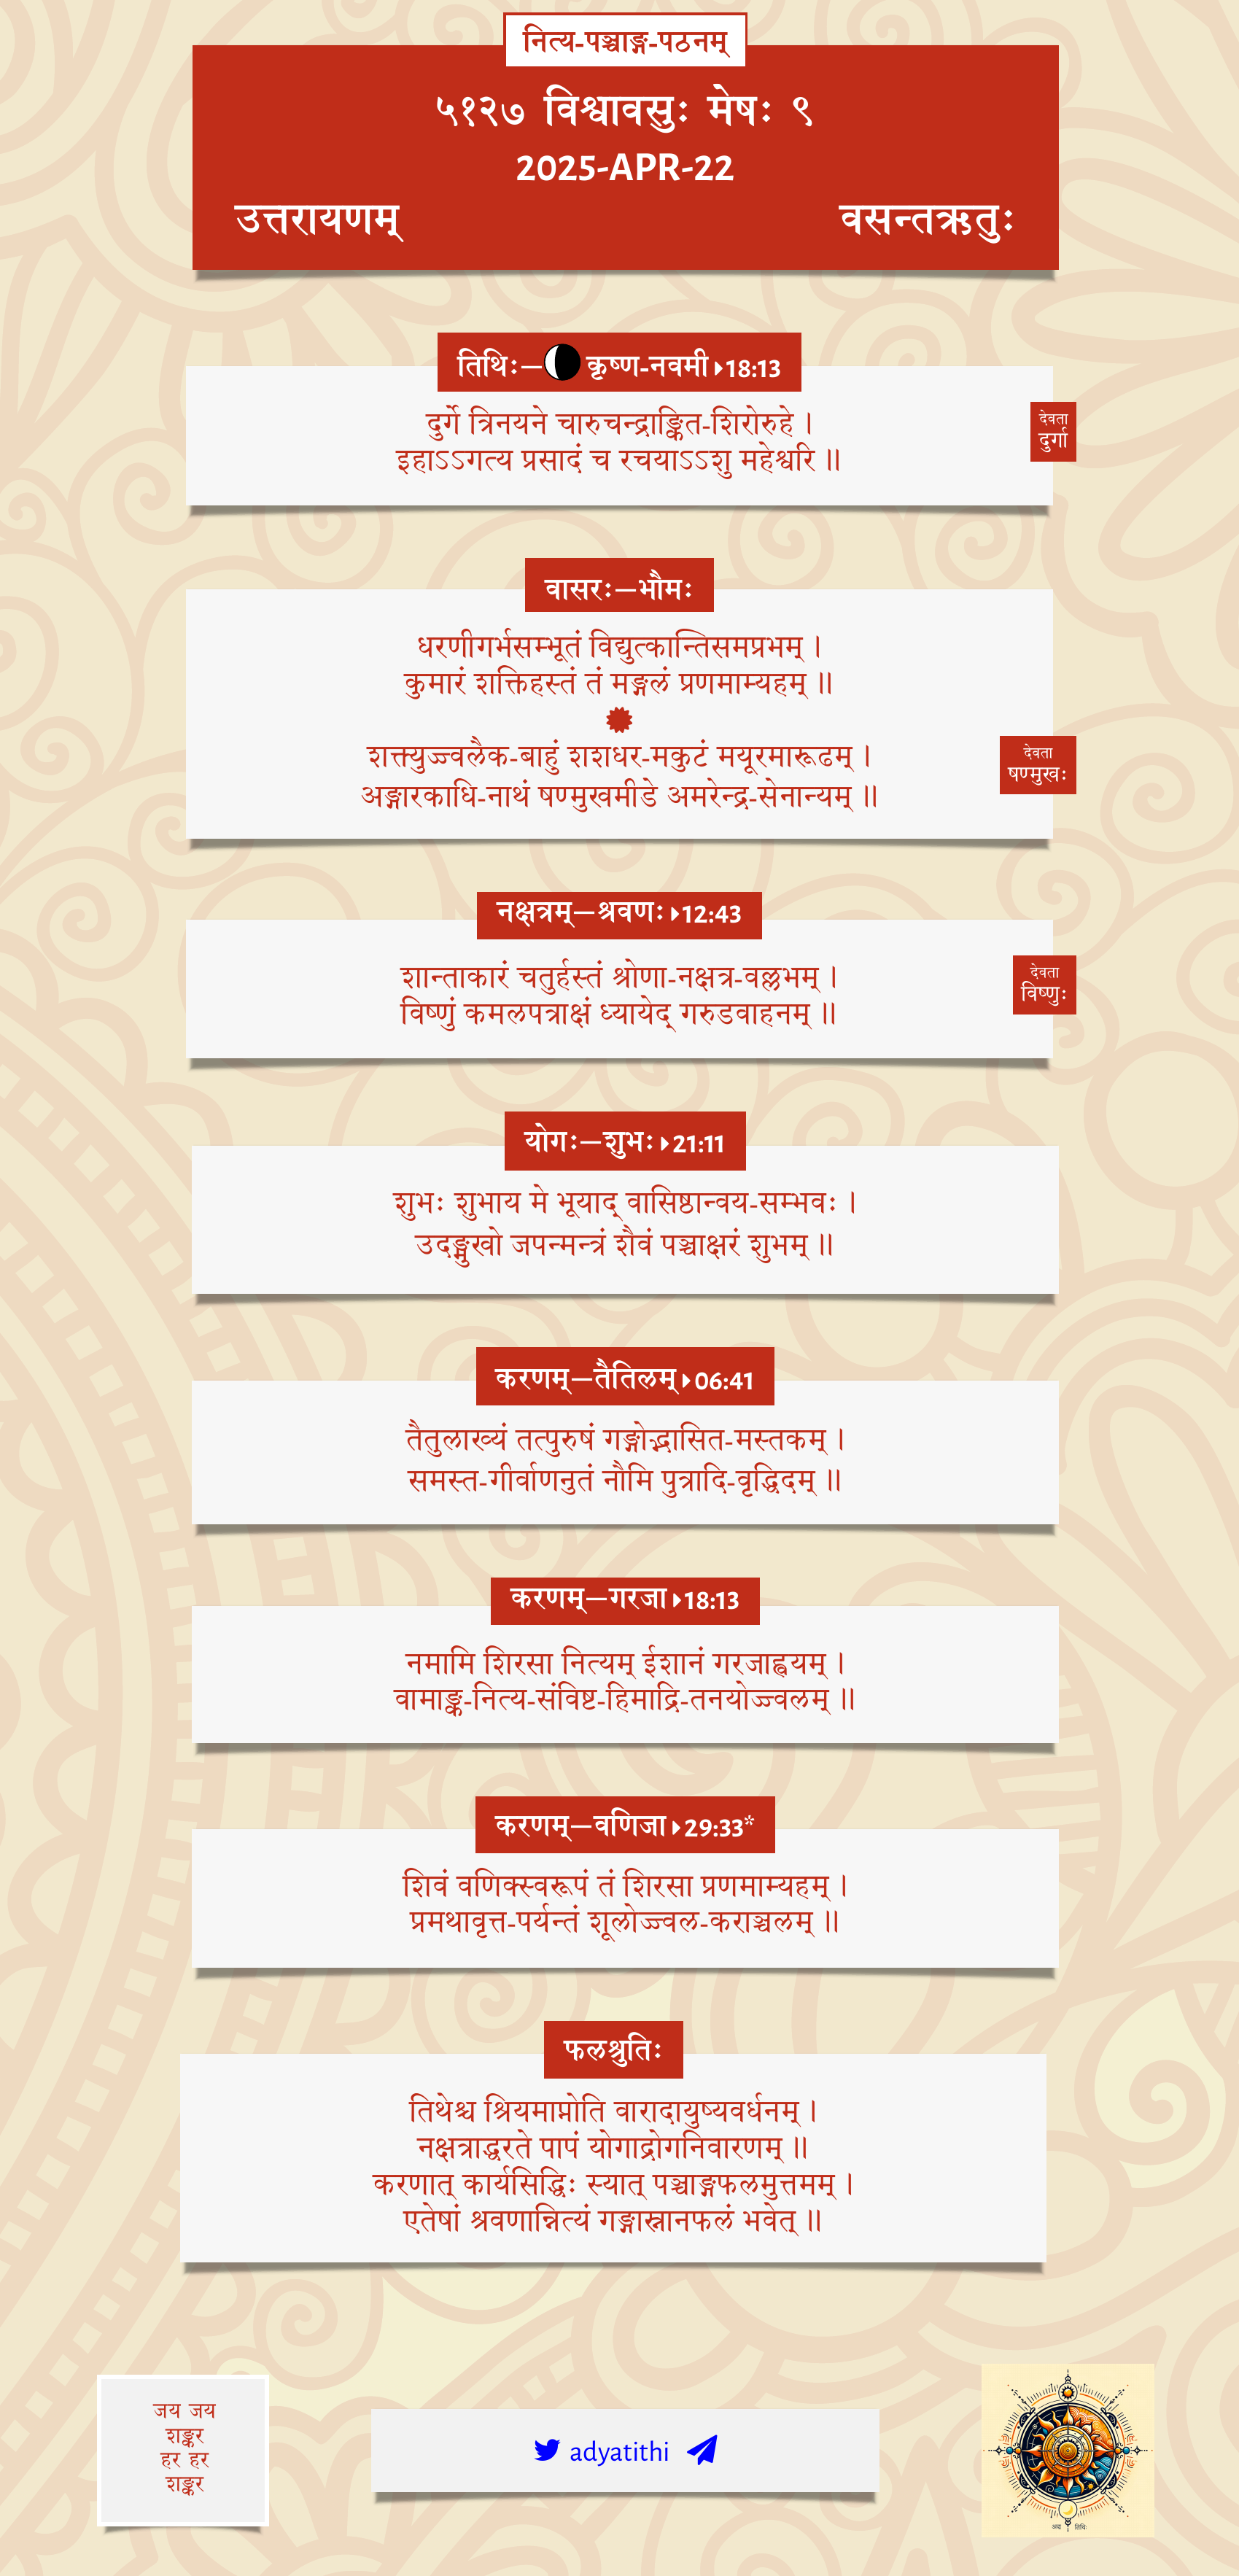 नित्य-पञ्चाङ्ग-पठनम्
५१२७ विश्वावसुः मेषः ९
2025-APR-22
उत्तरायणम् वसन्तऋतुः
तिथिः—कृष्ण-नवमी 18:13
दुर्गे त्रिनयने चारुचन्द्राङ्कित-शिरोरुहे ।
इहाऽऽगत्य प्रसादं च रचयाऽऽशु महेश्वरि ॥
देवता
दुर्गा
वासरः—भौमः
धरणीगर्भसम्भूतं विद्युत्कान्तिसमप्रभम् ।
कुमारं शक्तिहस्तं तं मङ्गलं प्रणमाम्यहम् ॥
शक्त्युज्ज्वलैक-बाहुं शशधर-मकुटं मयूरमारूढम् ।
अङ्गारकाधि-नाथं षण्मुखमीडे अमरेन्द्र-सेनान्यम् ॥
देवता
षण्मुखः
नक्षत्रम्—श्रवणः 12:43
शान्ताकारं चतुर्हस्तं श्रोणा-नक्षत्र-वल्लभम् ।
विष्णुं कमलपत्राक्षं ध्यायेद् गरुडवाहनम् ॥
देवता
विष्णुः
योगः—शुभः 21:11
शुभः शुभाय मे भूयाद् वासिष्ठान्वय-सम्भवः ।
उदङ्मुखो जपन्मन्त्रं शैवं पञ्चाक्षरं शुभम् ॥
करणम्—तैतिलम् 06:41
तैतुलाख्यं तत्पुरुषं गङ्गोद्भासित-मस्तकम् ।
समस्त-गीर्वाणनुतं नौमि पुत्रादि-वृद्धिदम् ॥
करणम्—गरजा 18:13
नमामि शिरसा नित्यम् ईशानं गरजाह्वयम् ।
वामाङ्क-नित्य-संविष्ट-हिमाद्रि-तनयोज्ज्वलम् ॥
करणम्—वणिजा 29:33*
शिवं वणिक्स्वरूपं तं शिरसा प्रणमाम्यहम् ।
प्रमथावृत्त-पर्यन्तं शूलोज्ज्वल-कराञ्चलम् ॥
फलश्रुतिः
तिथेश्च श्रियमाप्नोति वारादायुष्यवर्धनम् ।
नक्षत्राद्धरते पापं योगाद्रोगनिवारणम् ॥
करणात् कार्यसिद्धिः स्यात् पञ्चाङ्गफलमुत्तमम् ।
एतेषां श्रवणान्नित्यं गङ्गास्नानफलं भवेत् ॥
जय जय
शङ्कर
हर हर
शङ्कर
adyatithi
अद्य तिथिः